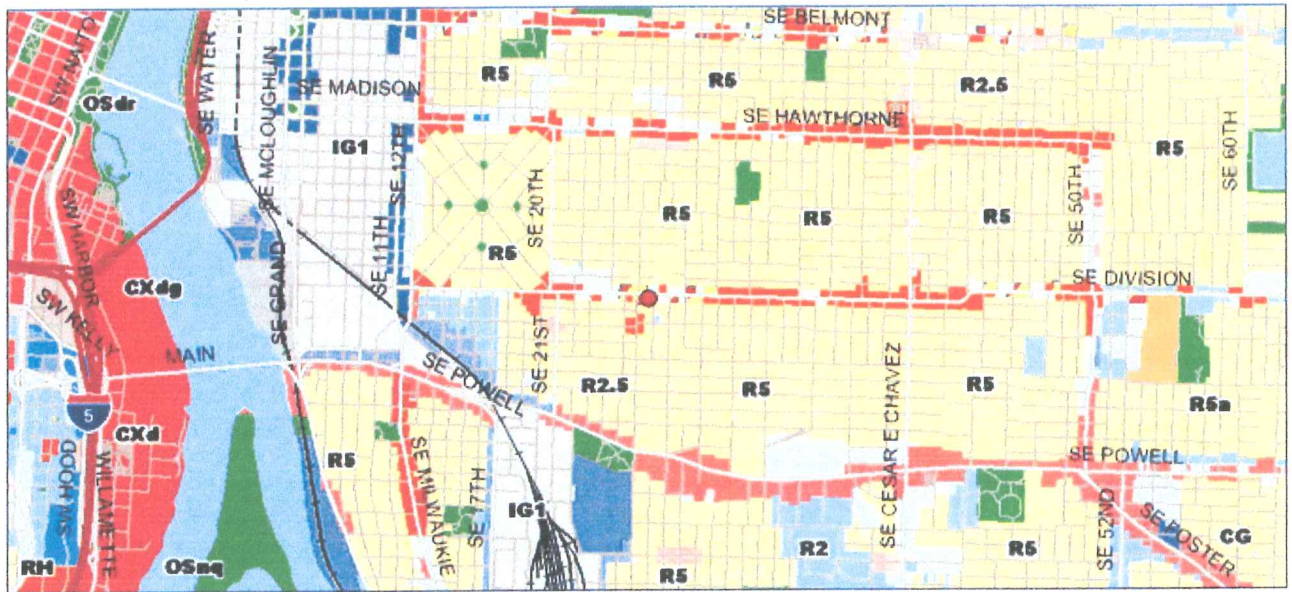 SE BELMONT
SW NAITO
SE WATER
SE MCLOUGHLIN
SE MADISON
R5
R5
R2.5
OSdr
SE HAWTHORNE
IG1
SE 12TH
R5
SE 60TH
SW HARBOR
SE 20TH
R5
R5
R5
SE 50TH
R5
SE 11TH
SE GRAND
SE DIVISION
CXdg
SW KELLY
MAIN
SE POWELL
SE 21ST
R2.5
R5
SE CESAR E CHAVEZ
R5
R5a
5
CXd
SW HOOD
WILLAMETTE
R5
SE MILWAUKIE
SE 17TH
IG1
SE POWELL
SE 52ND
SE FOSTER
CG
RH
OSnq
R5
R2
R5